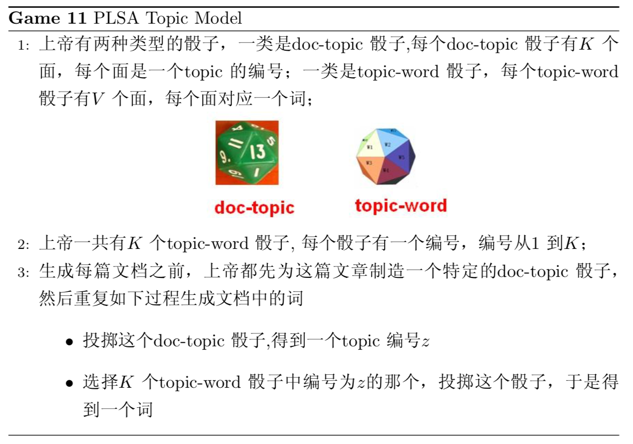 Game 11 PLSA Topic Model
1: 上帝有两种类型的骰子，一类是doc-topic 骰子,每个doc-topic 骰子有K 个
面，每个面是一个topic 的编号；一类是topic-word 骰子，每个topic-word
骰子有V 个面，每个面对应一个词；
11 13
9.
doc-topic topic-word
2: 上帝一共有K 个topic-word 骰子, 每个骰子有一个编号，编号从1 到K；
3: 生成每篇文档之前，上帝都先为这篇文章制造一个特定的doc-topic 骰子，
然后重复如下过程生成文档中的词
• 投掷这个doc-topic 骰子,得到一个topic 编号z
• 选择K 个topic-word 骰子中编号为z的那个，投掷这个骰子，于是得
到一个词